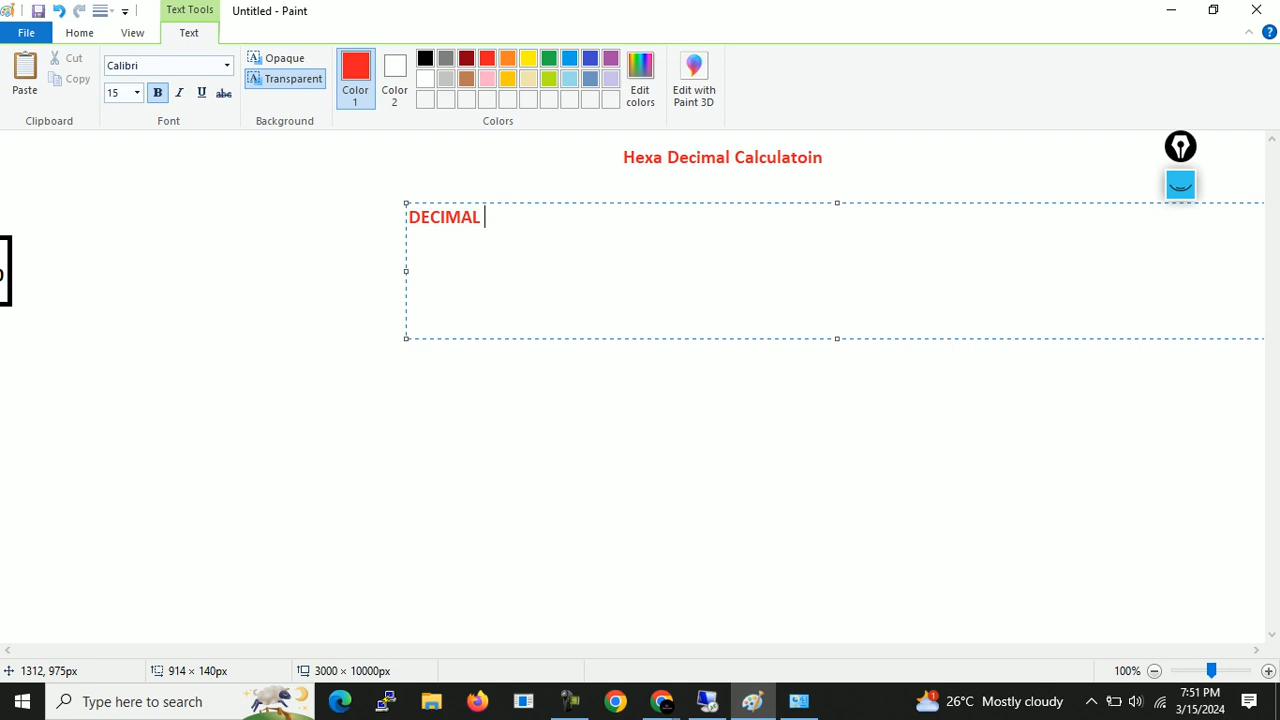 Text Tools
Untitled - Paint
File
Home
View
Text
Paste
Cut
Copy
Calibri
15
B
I
U
abc
Opaque
Transparent
Color 1
Color 2
Edit colors
Edit with Paint 3D
Clipboard
Font
Background
Colors
Hexa Decimal Calculatoin
DECIMAL
1312, 975px
914 × 140px
3000 × 10000px
100%
Type here to search
1
26°C Mostly cloudy
7:51 PM
3/15/2024